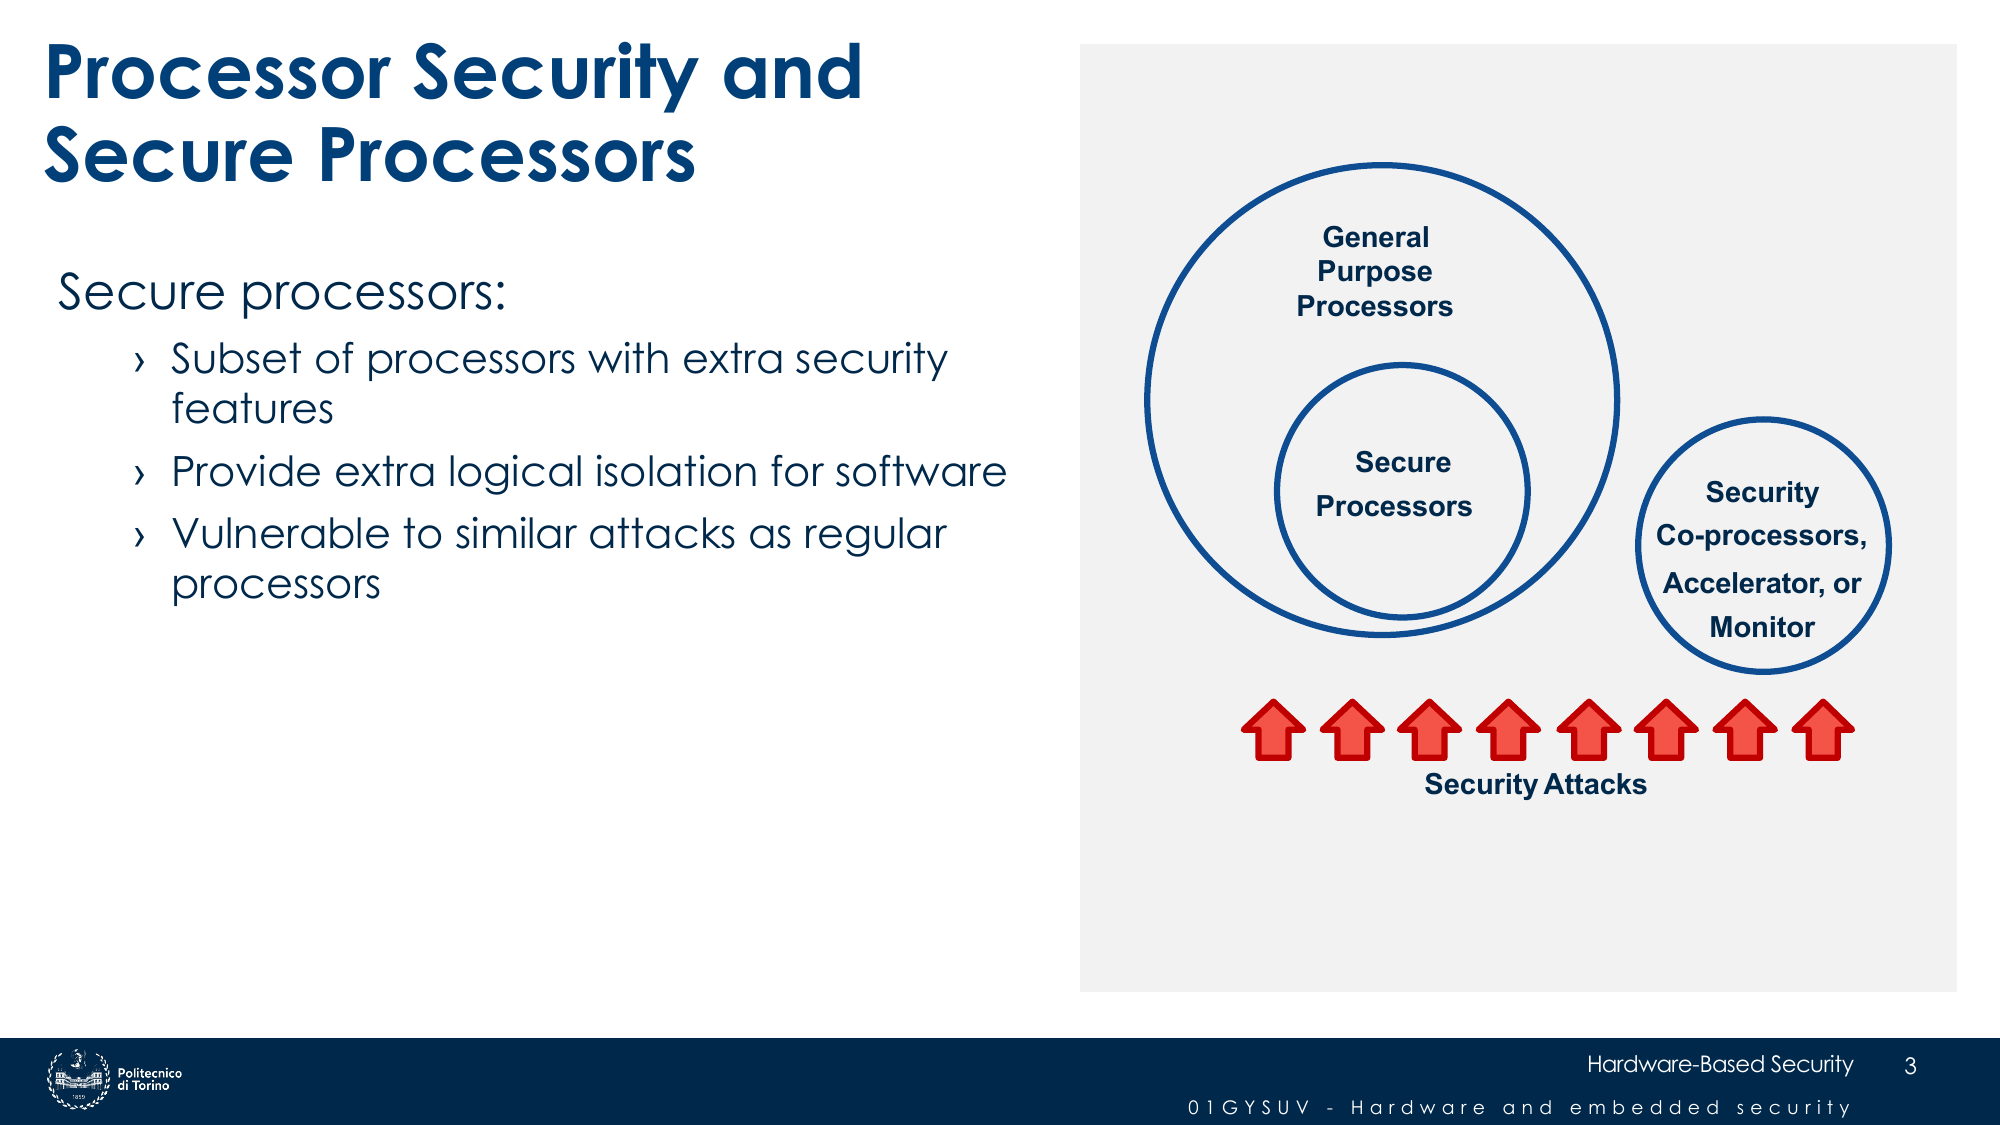 Processor Security and
Secure Processors
Secure processors:
› Subset of processors with extra security
features
› Provide extra logical isolation for software
› Vulnerable to similar attacks as regular
processors
General
Purpose
Processors
Secure
Processors
Security
Co-processors,
Accelerator, or
Monitor
Security Attacks
1859
Politecnico
di Torino
Hardware-Based Security
3
01GYSUV - Hardware and embedded security